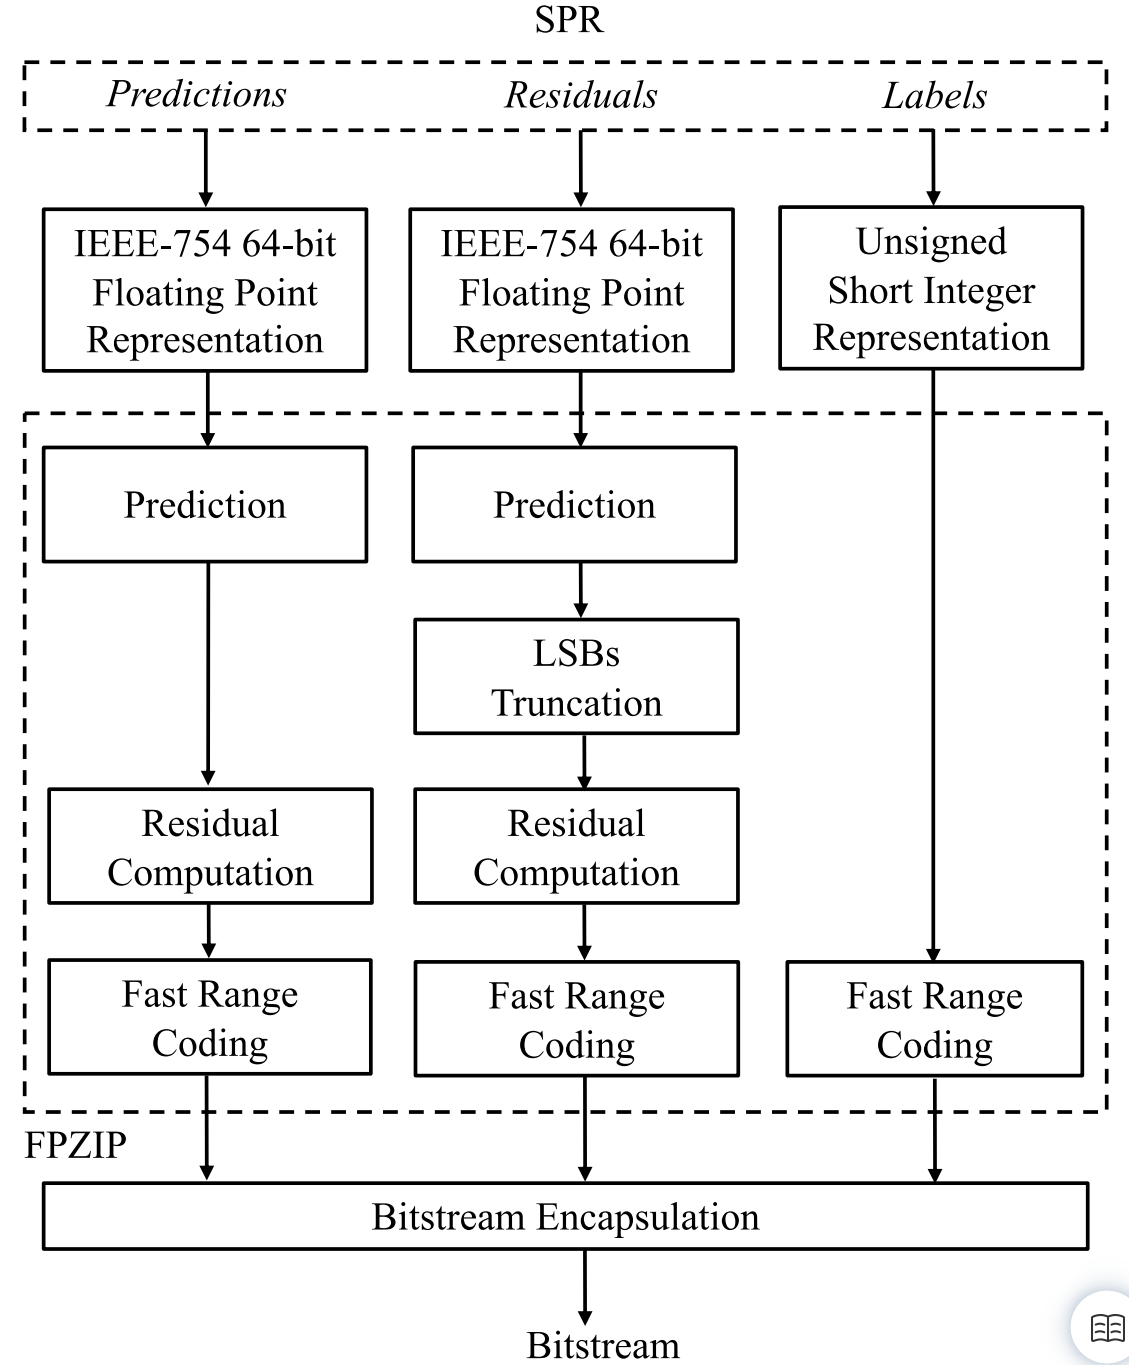 SPR
Predictions
Residuals
Labels
IEEE-754 64-bit
Floating Point
Representation
IEEE-754 64-bit
Floating Point
Representation
Unsigned
Short Integer
Representation
Prediction
Prediction
LSBs
Truncation
Residual
Computation
Residual
Computation
Fast Range
Coding
Fast Range
Coding
Fast Range
Coding
FPZIP
Bitstream Encapsulation
Bitstream